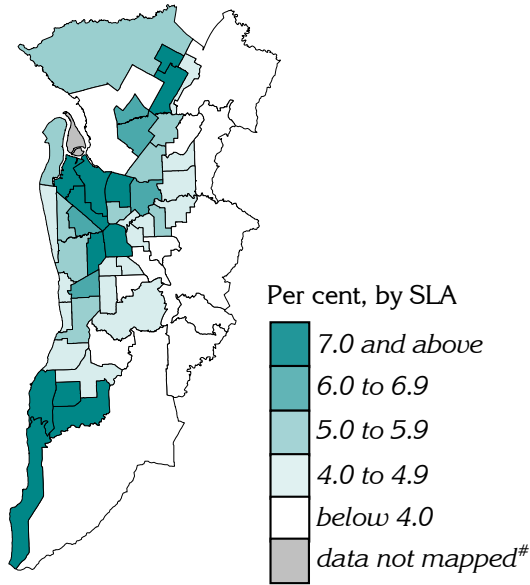 Per cent, by SLA
7.0 and above
6.0 to 6.9
5.0 to 5.9
4.0 to 4.9
below 4.0
data not mapped#